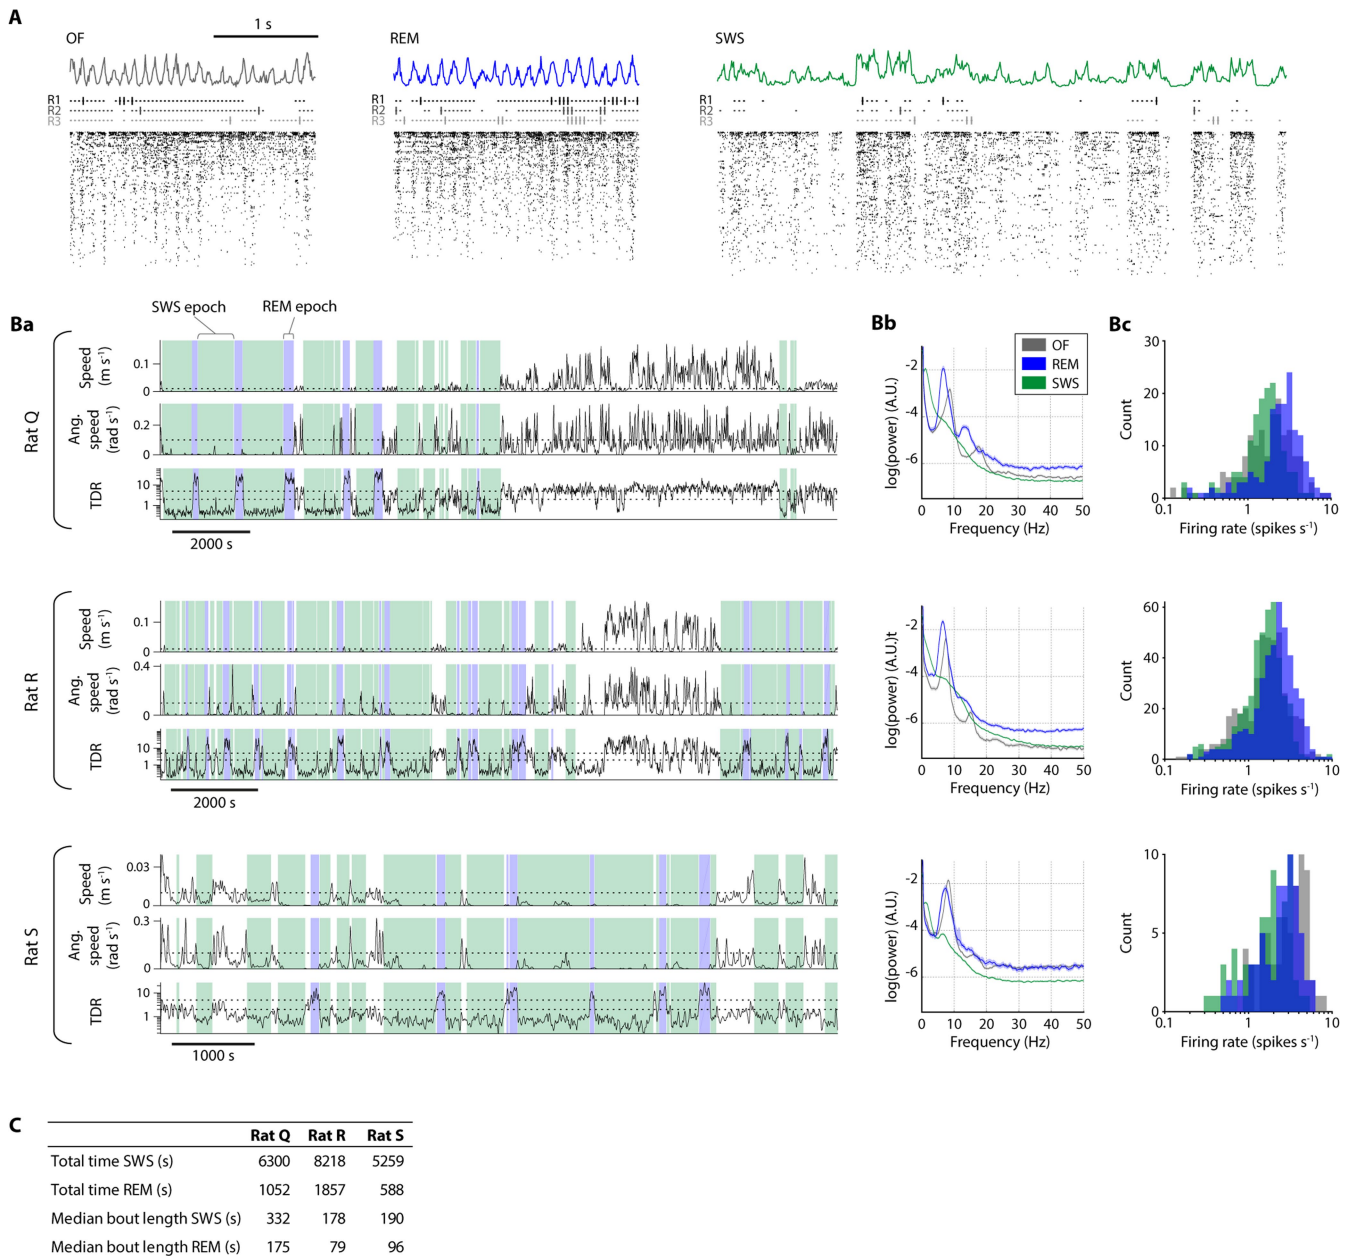 A
1 s
OF
REM
SWS
R1
R2
R3
R1
R2
R3
R1
R2
R3
Ba
SWS epoch
REM epoch
Rat Q
Speed
(m s⁻¹)
0.1
0
Ang.
speed
(rad s⁻¹)
0.2
0
TDR
10
1
2000 s
Bb
OF
REM
SWS
log(power) (A.U.)
-2
-4
-6
0 10 20 30 40 50
Frequency (Hz)
Bc
Count
30
20
10
0
1 10
Firing rate (spikes s⁻¹)
Rat R
Speed
(m s⁻¹)
0.1
0
Ang.
speed
(rad s⁻¹)
0.4
0
TDR
10
1
2000 s
log(power) (A.U.)t
-2
-4
-6
0 10 20 30 40 50
Frequency (Hz)
Count
60
40
20
0
0.1 1 10
Firing rate (spikes s⁻¹)
Rat S
Speed
(m s⁻¹)
0.03
0
Ang.
speed
(rad s⁻¹)
0.3
0
TDR
10
1
1000 s
log(power) (A.U.)
-2
-4
-6
0 10 20 30 40 50
Frequency (Hz)
Count
10
5
0
0.1 1 10
Firing rate (spikes s⁻¹)
C
Rat Q Rat R Rat S
Total time SWS (s) 6300 8218 5259
Total time REM (s) 1052 1857 588
Median bout length SWS (s) 332 178 190
Median bout length REM (s) 175 79 96